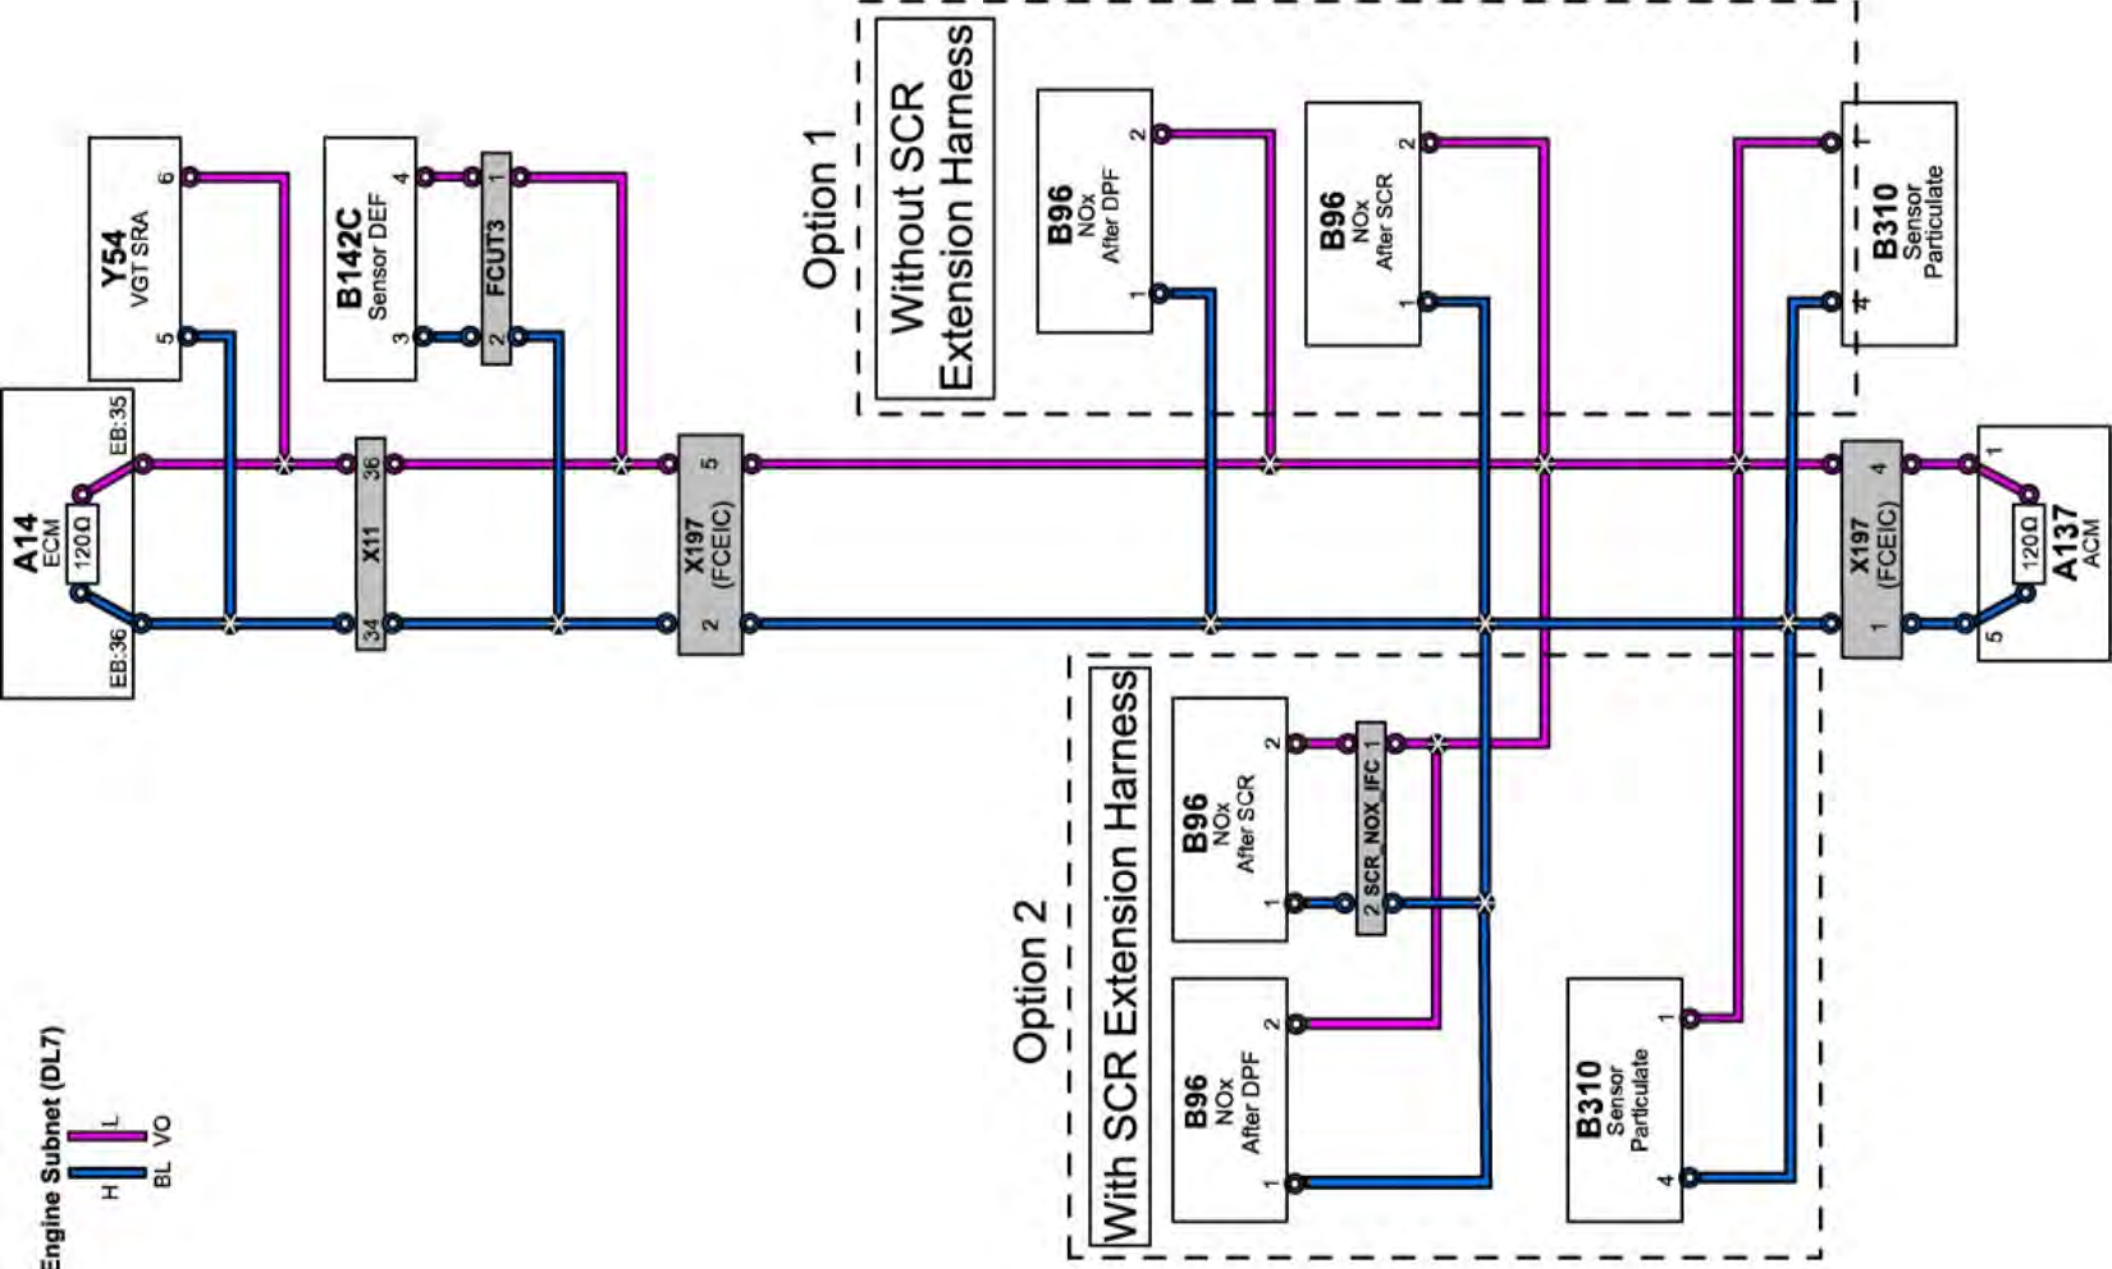 Engine Subnet (DL7)
H L
BL VO
A14
ECM
120Ω
EB:36
EB:35
Y54
VGT SRA
5
6
34
X11
36
B142C
Sensor DEF
3
4
2
FCUT3
1
2
X197
(FCEIC)
5
Option 1
Without SCR
Extension Harness
B96
NOx
After DPF
1
2
B96
NOx
After SCR
1
2
B310
Sensor
Particulate
4
1
Option 2
With SCR Extension Harness
B96
NOx
After DPF
1
2
B96
NOx
After SCR
1
2
2 SCR_NOX_IFC 1
B310
Sensor
Particulate
4
1
1
X197
(FCEIC)
4
5
1
120Ω
A137
ACM